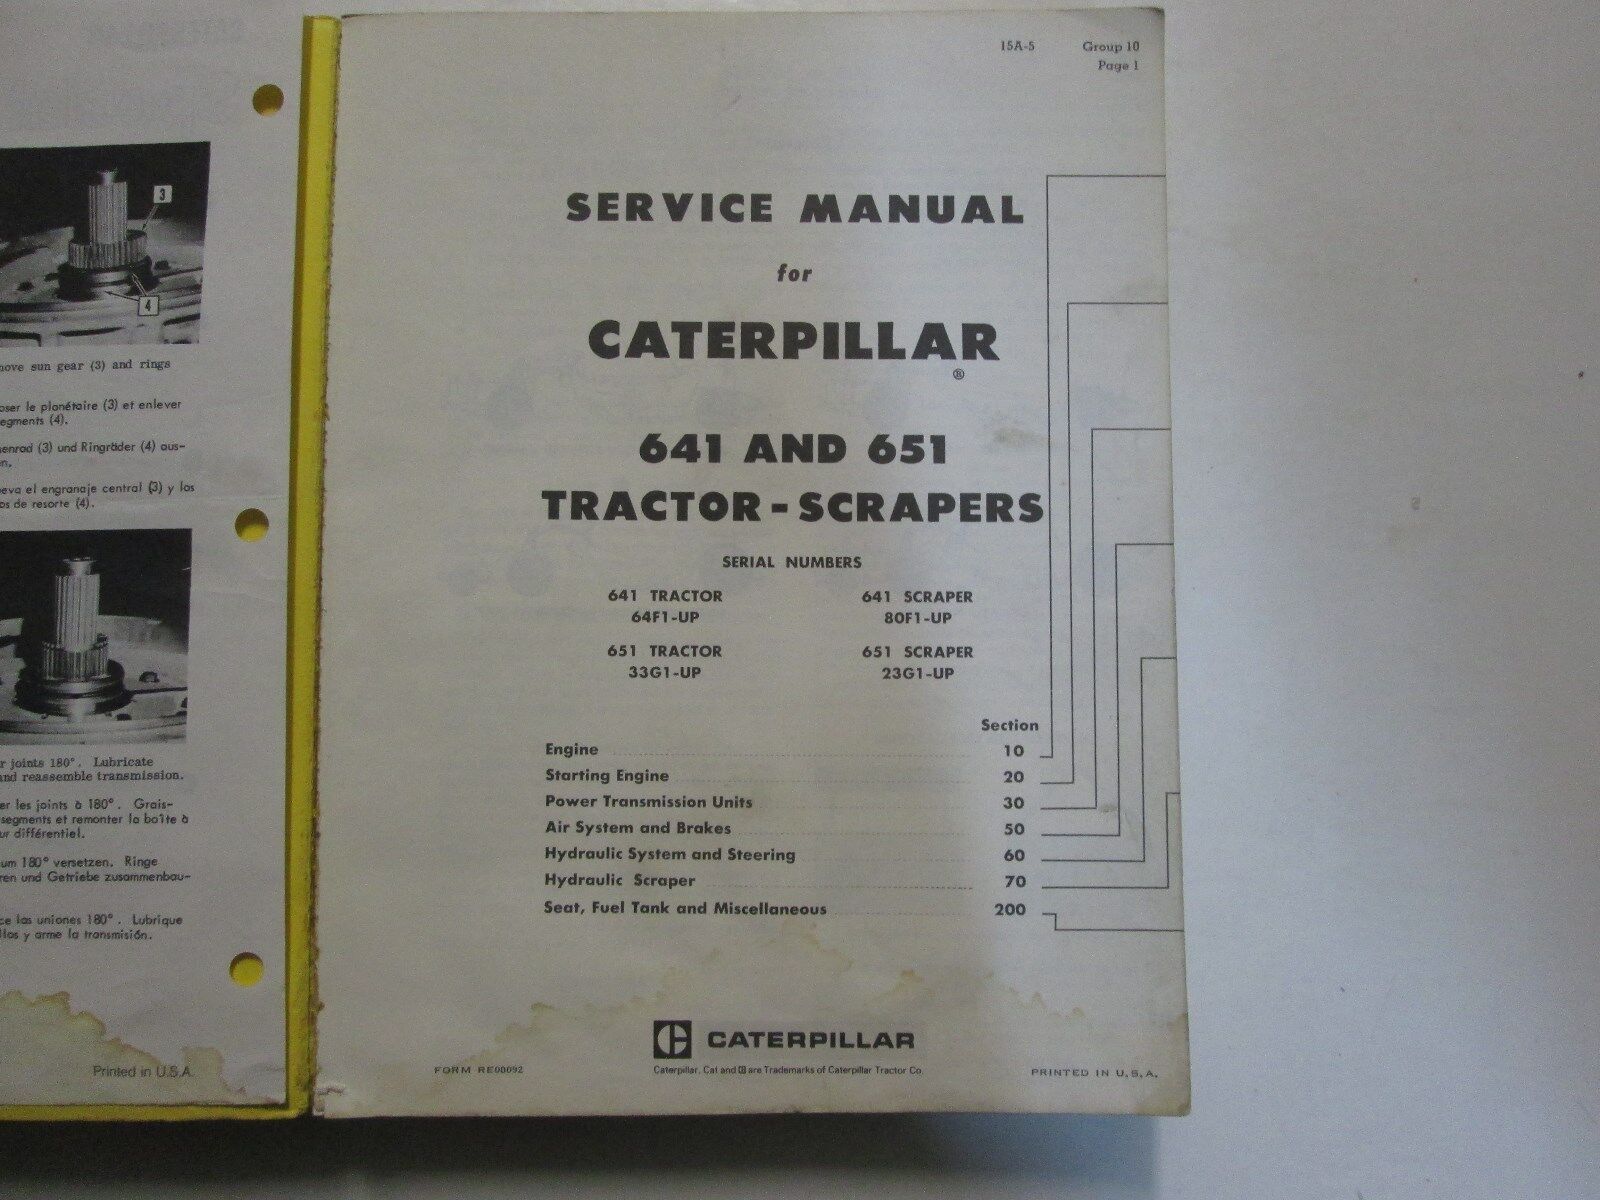 3
4
move sun gear (3) and rings
le planétaire (3) et enlever
segments (4).
(3) und Ringräder (4) aus-
el engranaje central (3) y los
de resorte (4).
joints 180°. Lubricate
and reassemble transmission.
les joints à 180°. Grais-
segments et remonter la boîte à
différentiel.
um 180° versetzen. Ringe
und Getriebe zusammenbau-
las uniones 180°. Lubrique
y arme la transmisión.
Printed in U.S.A.
15A-5 Group 10
Page 1
SERVICE MANUAL
for
CATERPILLAR
®
641 AND 651
TRACTOR-SCRAPERS
SERIAL NUMBERS
641 TRACTOR 641 SCRAPER
64F1-UP 80F1-UP
651 TRACTOR 651 SCRAPER
33G1-UP 23G1-UP
Section
Engine 10
Starting Engine 20
Power Transmission Units 30
Air System and Brakes 50
Hydraulic System and Steering 60
Hydraulic Scraper 70
Seat, Fuel Tank and Miscellaneous 200
CATERPILLAR
FORM RE00092 Caterpillar, Cat and are Trademarks of Caterpillar Tractor Co. PRINTED IN U.S.A.